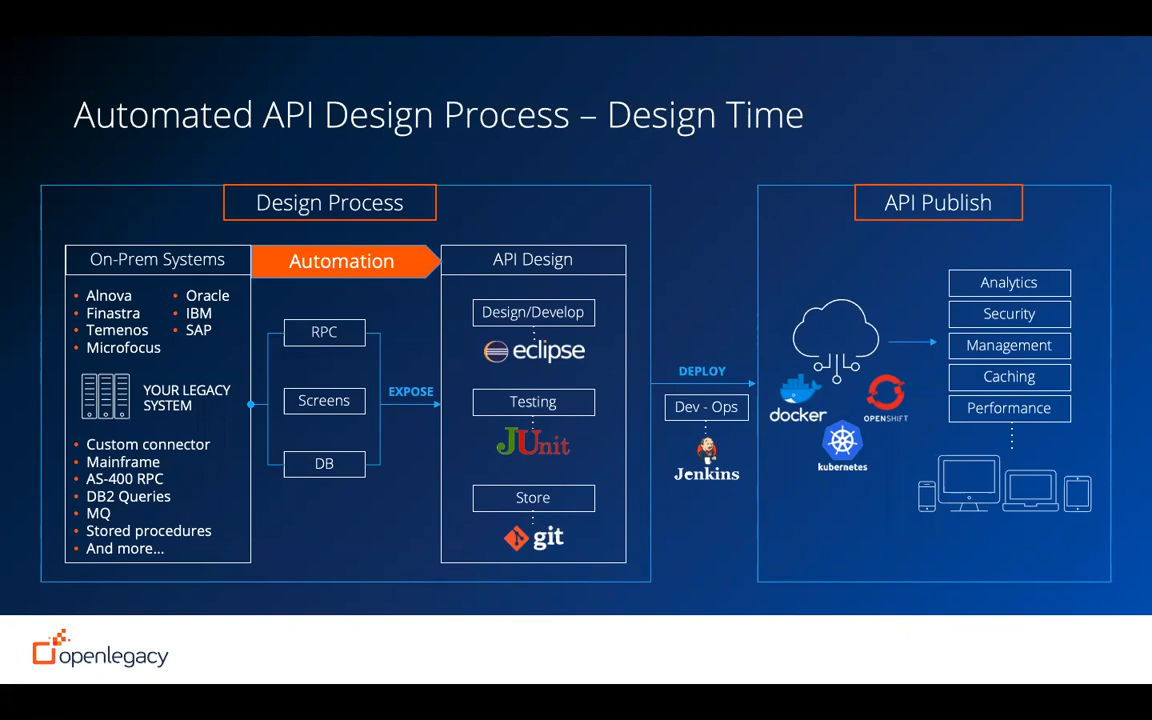 Automated API Design Process – Design Time
Design Process
On-Prem Systems
Automation
API Design
• Alnova
• Finastra
• Temenos
• Microfocus
• Oracle
• IBM
• SAP
YOUR LEGACY
SYSTEM
• Custom connector
• Mainframe
• AS-400 RPC
• DB2 Queries
• MQ
• Stored procedures
• And more...
RPC
Screens
DB
EXPOSE
Design/Develop
eclipse
Testing
JUnit
Store
git
DEPLOY
Dev - Ops
Jenkins
API Publish
docker
OPENSHIFT
kubernetes
Analytics
Security
Management
Caching
Performance
openlegacy